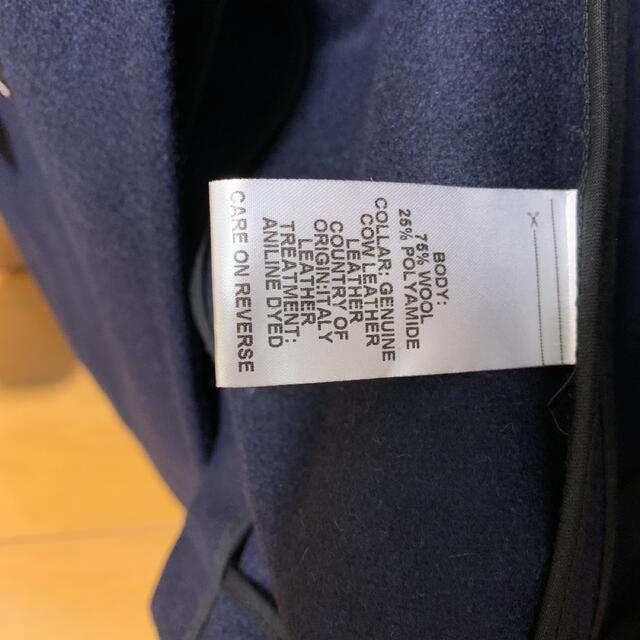 BODY:
75% WOOL
25% POLYAMIDE
COLLAR: GENUINE
COW LEATHER
LEATHER
COUNTRY OF
ORIGIN:ITALY
LEATHER
TREATMENT:
ANILINE DYED
CARE ON REVERSE